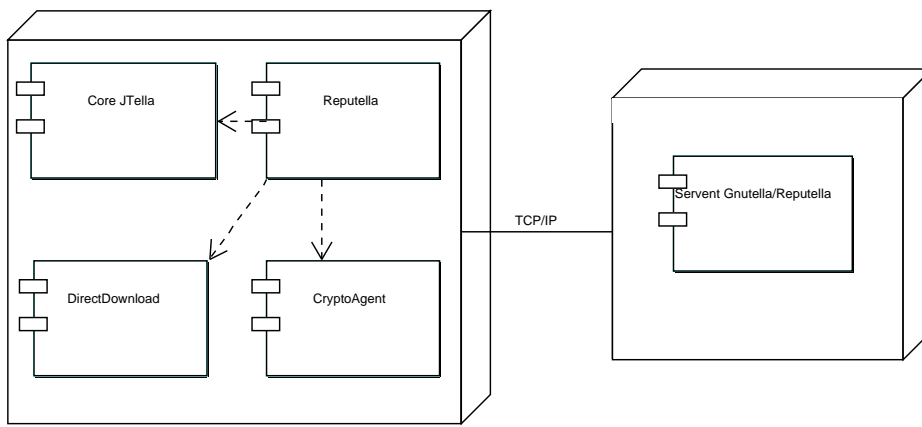 Core JTella
Reputella
Servent Gnutella/Reputella
TCP/IP
DirectDownload
CryptoAgent